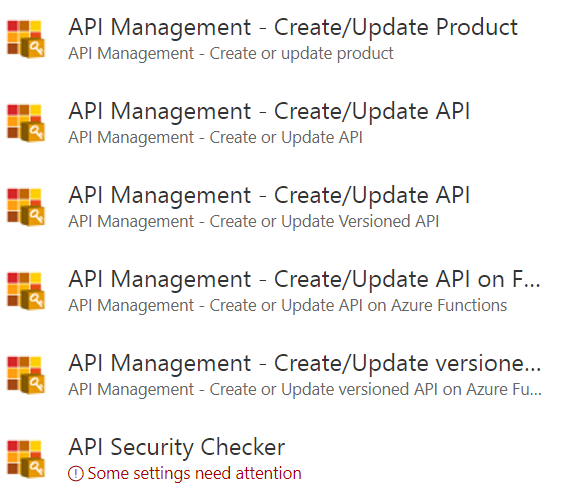 API Management - Create/Update Product
API Management - Create or update product
API Management - Create/Update API
API Management - Create or Update API
API Management - Create/Update API
API Management - Create or Update Versioned API
API Management - Create/Update API on F...
API Management - Create or Update API on Azure Functions
API Management - Create/Update versione...
API Management - Create or Update versioned API on Azure Fu...
API Security Checker
Some settings need attention